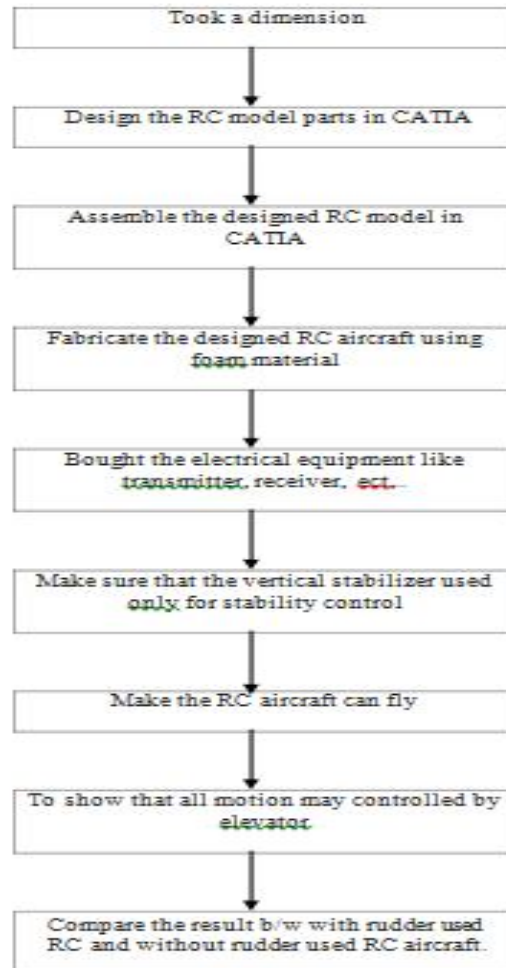 Took a dimension
Design the RC model parts in CATIA
Assemble the designed RC model in
CATIA
Fabricate the designed RC aircraft using
foam material
Bought the electrical equipment like
transmitter, receiver, ect.
Make sure that the vertical stabilizer used
only for stability control
Make the RC aircraft can fly
To show that all motion may controlled by
elevator
Compare the result b/w with rudder used
RC and without rudder used RC aircraft.